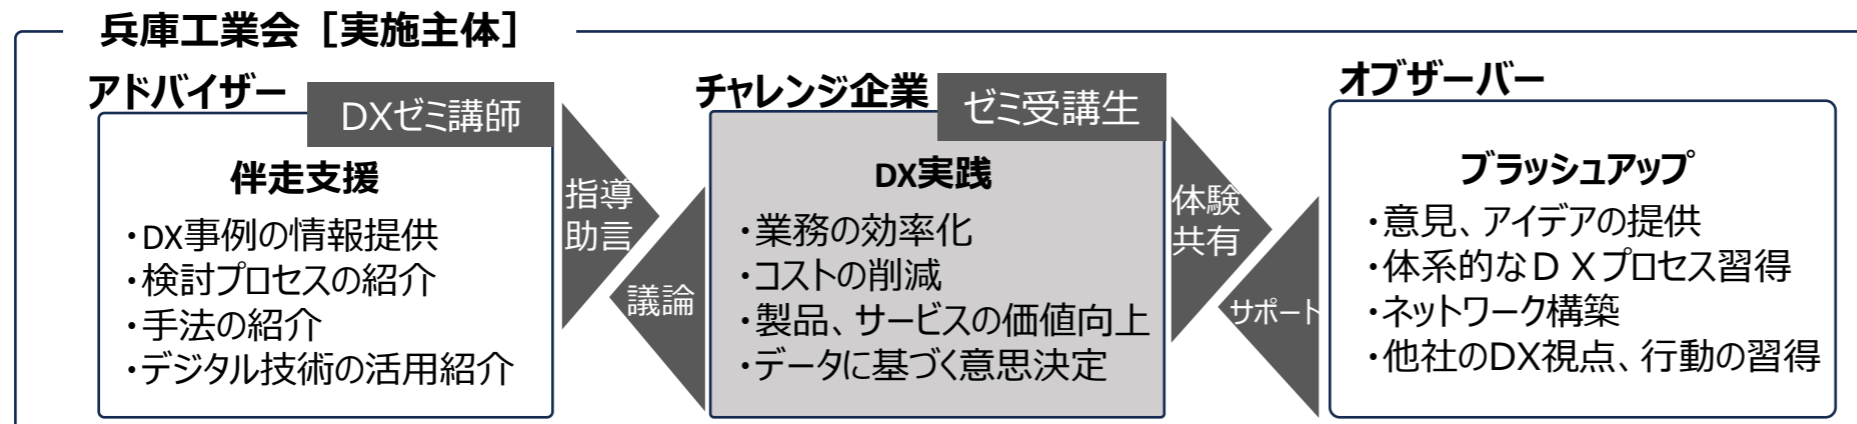 兵庫工業会［実施主体］
アドバイザー
DXゼミ講師
伴走支援
・DX事例の情報提供
・検討プロセスの紹介
・手法の紹介
・デジタル技術の活用紹介
指導
助言
議論
チャレンジ企業
ゼミ受講生
DX実践
・業務の効率化
・コストの削減
・製品、サービスの価値向上
・データに基づく意思決定
体験
共有
サポート
オブザーバー
ブラッシュアップ
・意見、アイデアの提供
・体系的なＤＸプロセス習得
・ネットワーク構築
・他社のDX視点、行動の習得